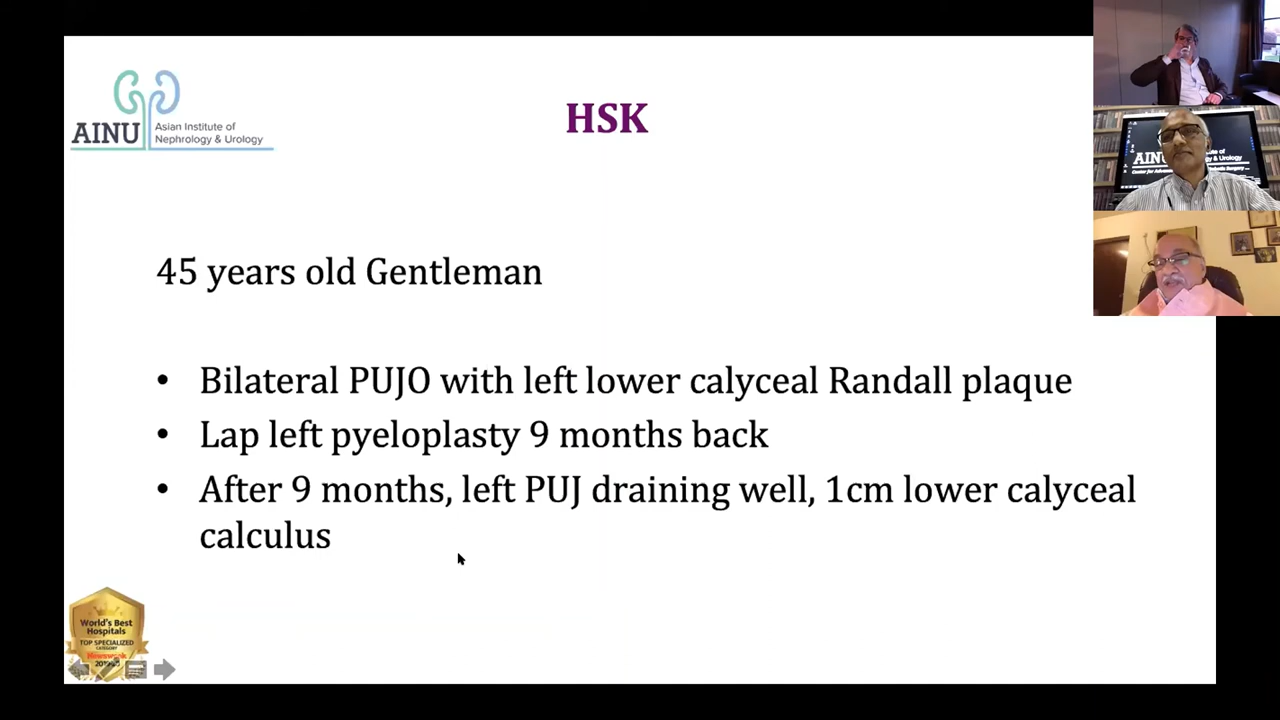 AINU
Asian Institute of
Nephrology & Urology
HSK
45 years old Gentleman
• Bilateral PUJO with left lower calyceal Randall plaque
• Lap left pyeloplasty 9 months back
• After 9 months, left PUJ draining well, 1cm lower calyceal
calculus
World's Best
Hospitals
TOP SPECIALIZED
CATEGORY
Newsweek
AINU